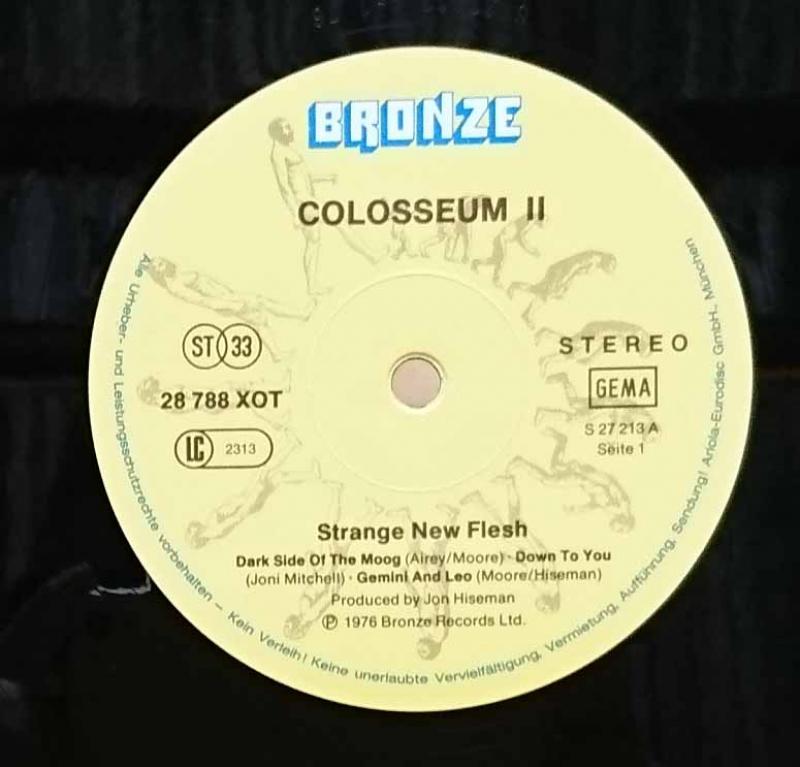 BRONZE
COLOSSEUM II
ST 33
STEREO
28 788 XOT
GEMA
LC 2313
S 27 213 A
Seite 1
Strange New Flesh
Dark Side Of The Moog (Airey/Moore) · Down To You
(Joni Mitchell) · Gemini And Leo (Moore/Hiseman)
Produced by Jon Hiseman
Ⓟ 1976 Bronze Records Ltd.
Alle Urheber- und Leistungsschutzrechte vorbehalten – Kein Verleih! Keine unerlaubte Vervielfältigung, Vermietung, Aufführung, Sendung! Ariola-Eurodisc GmbH., München